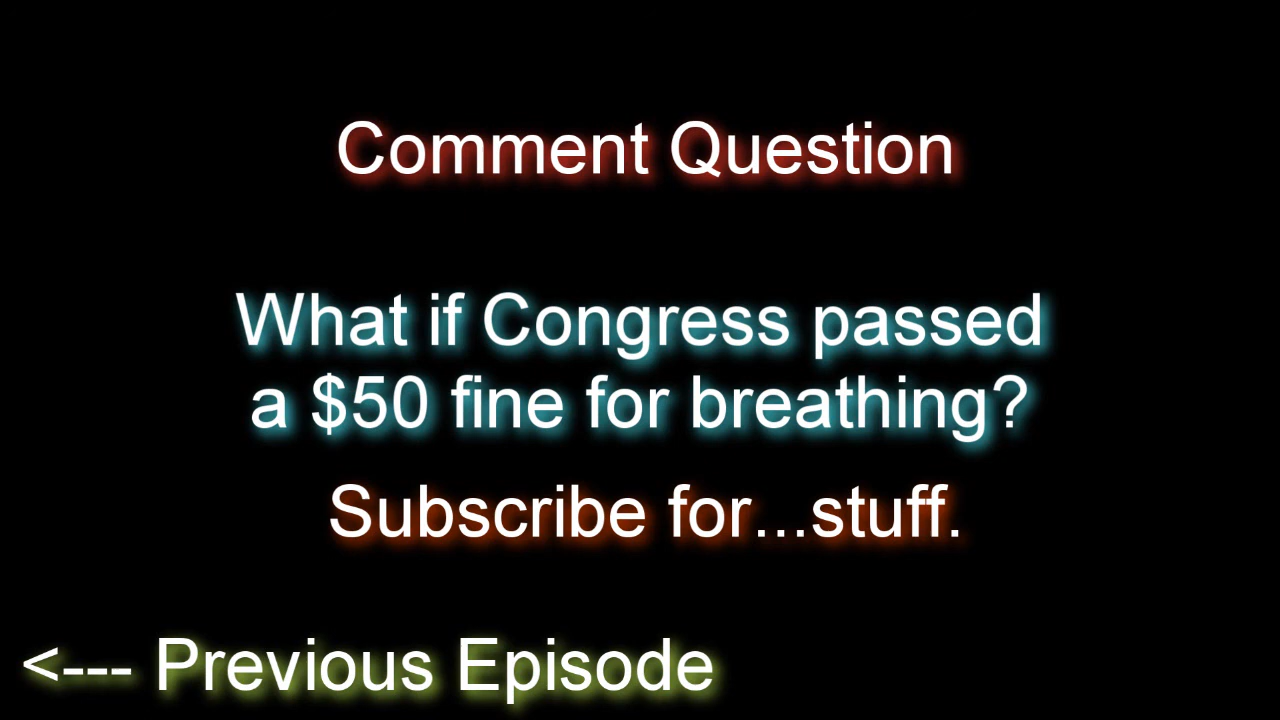 Comment Question
What if Congress passed
a $50 fine for breathing?
Subscribe for...stuff.
<--- Previous Episode